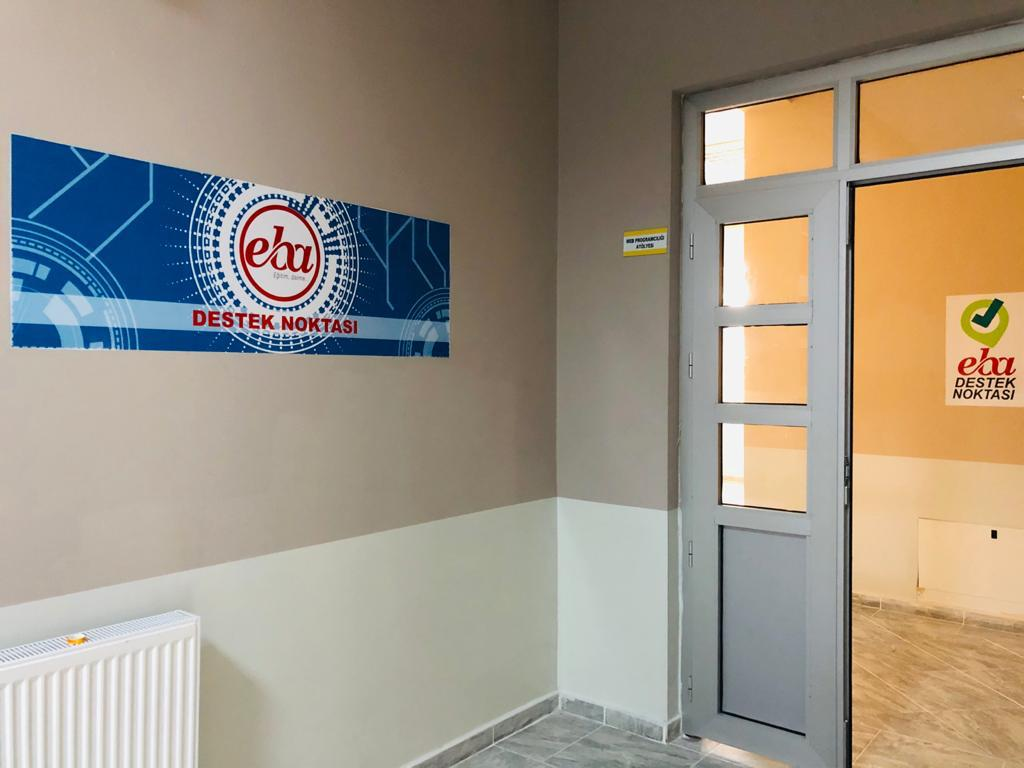 eba
Eğitim, daima...
DESTEK NOKTASI
WEB PROGRAMCILIĞI
ATÖLYESİ
eba
DESTEK
NOKTASI